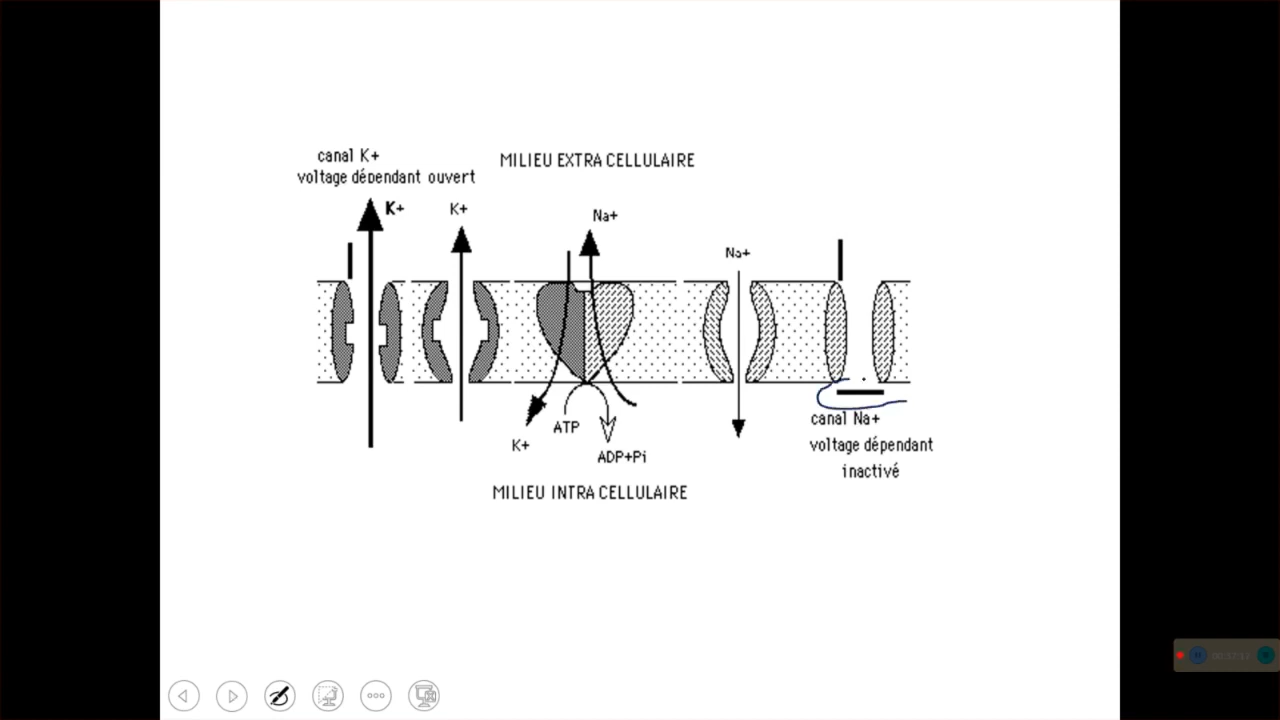 canal K+
voltage dépendant ouvert
MILIEU EXTRA CELLULAIRE
K+
K+
Na+
Na+
ATP
K+
ADP+Pi
canal Na+
voltage dépendant
inactivé
MILIEU INTRA CELLULAIRE